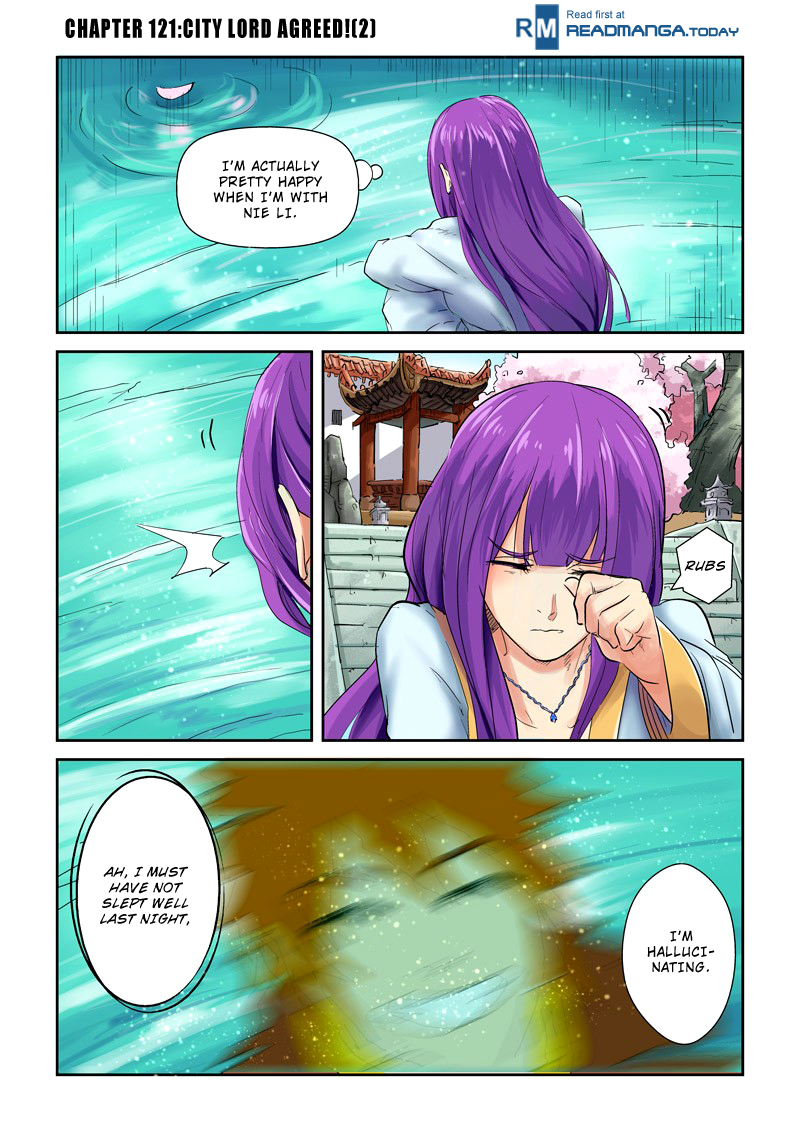 CHAPTER 121:CITY LORD AGREED!(2)
RM
Read first at
READMANGA.TODAY
I'M ACTUALLY
PRETTY HAPPY
WHEN I'M WITH
NIE LI.
RUBS
AH, I MUST
HAVE NOT
SLEPT WELL
LAST NIGHT,
I'M
HALLUCI-
NATING.